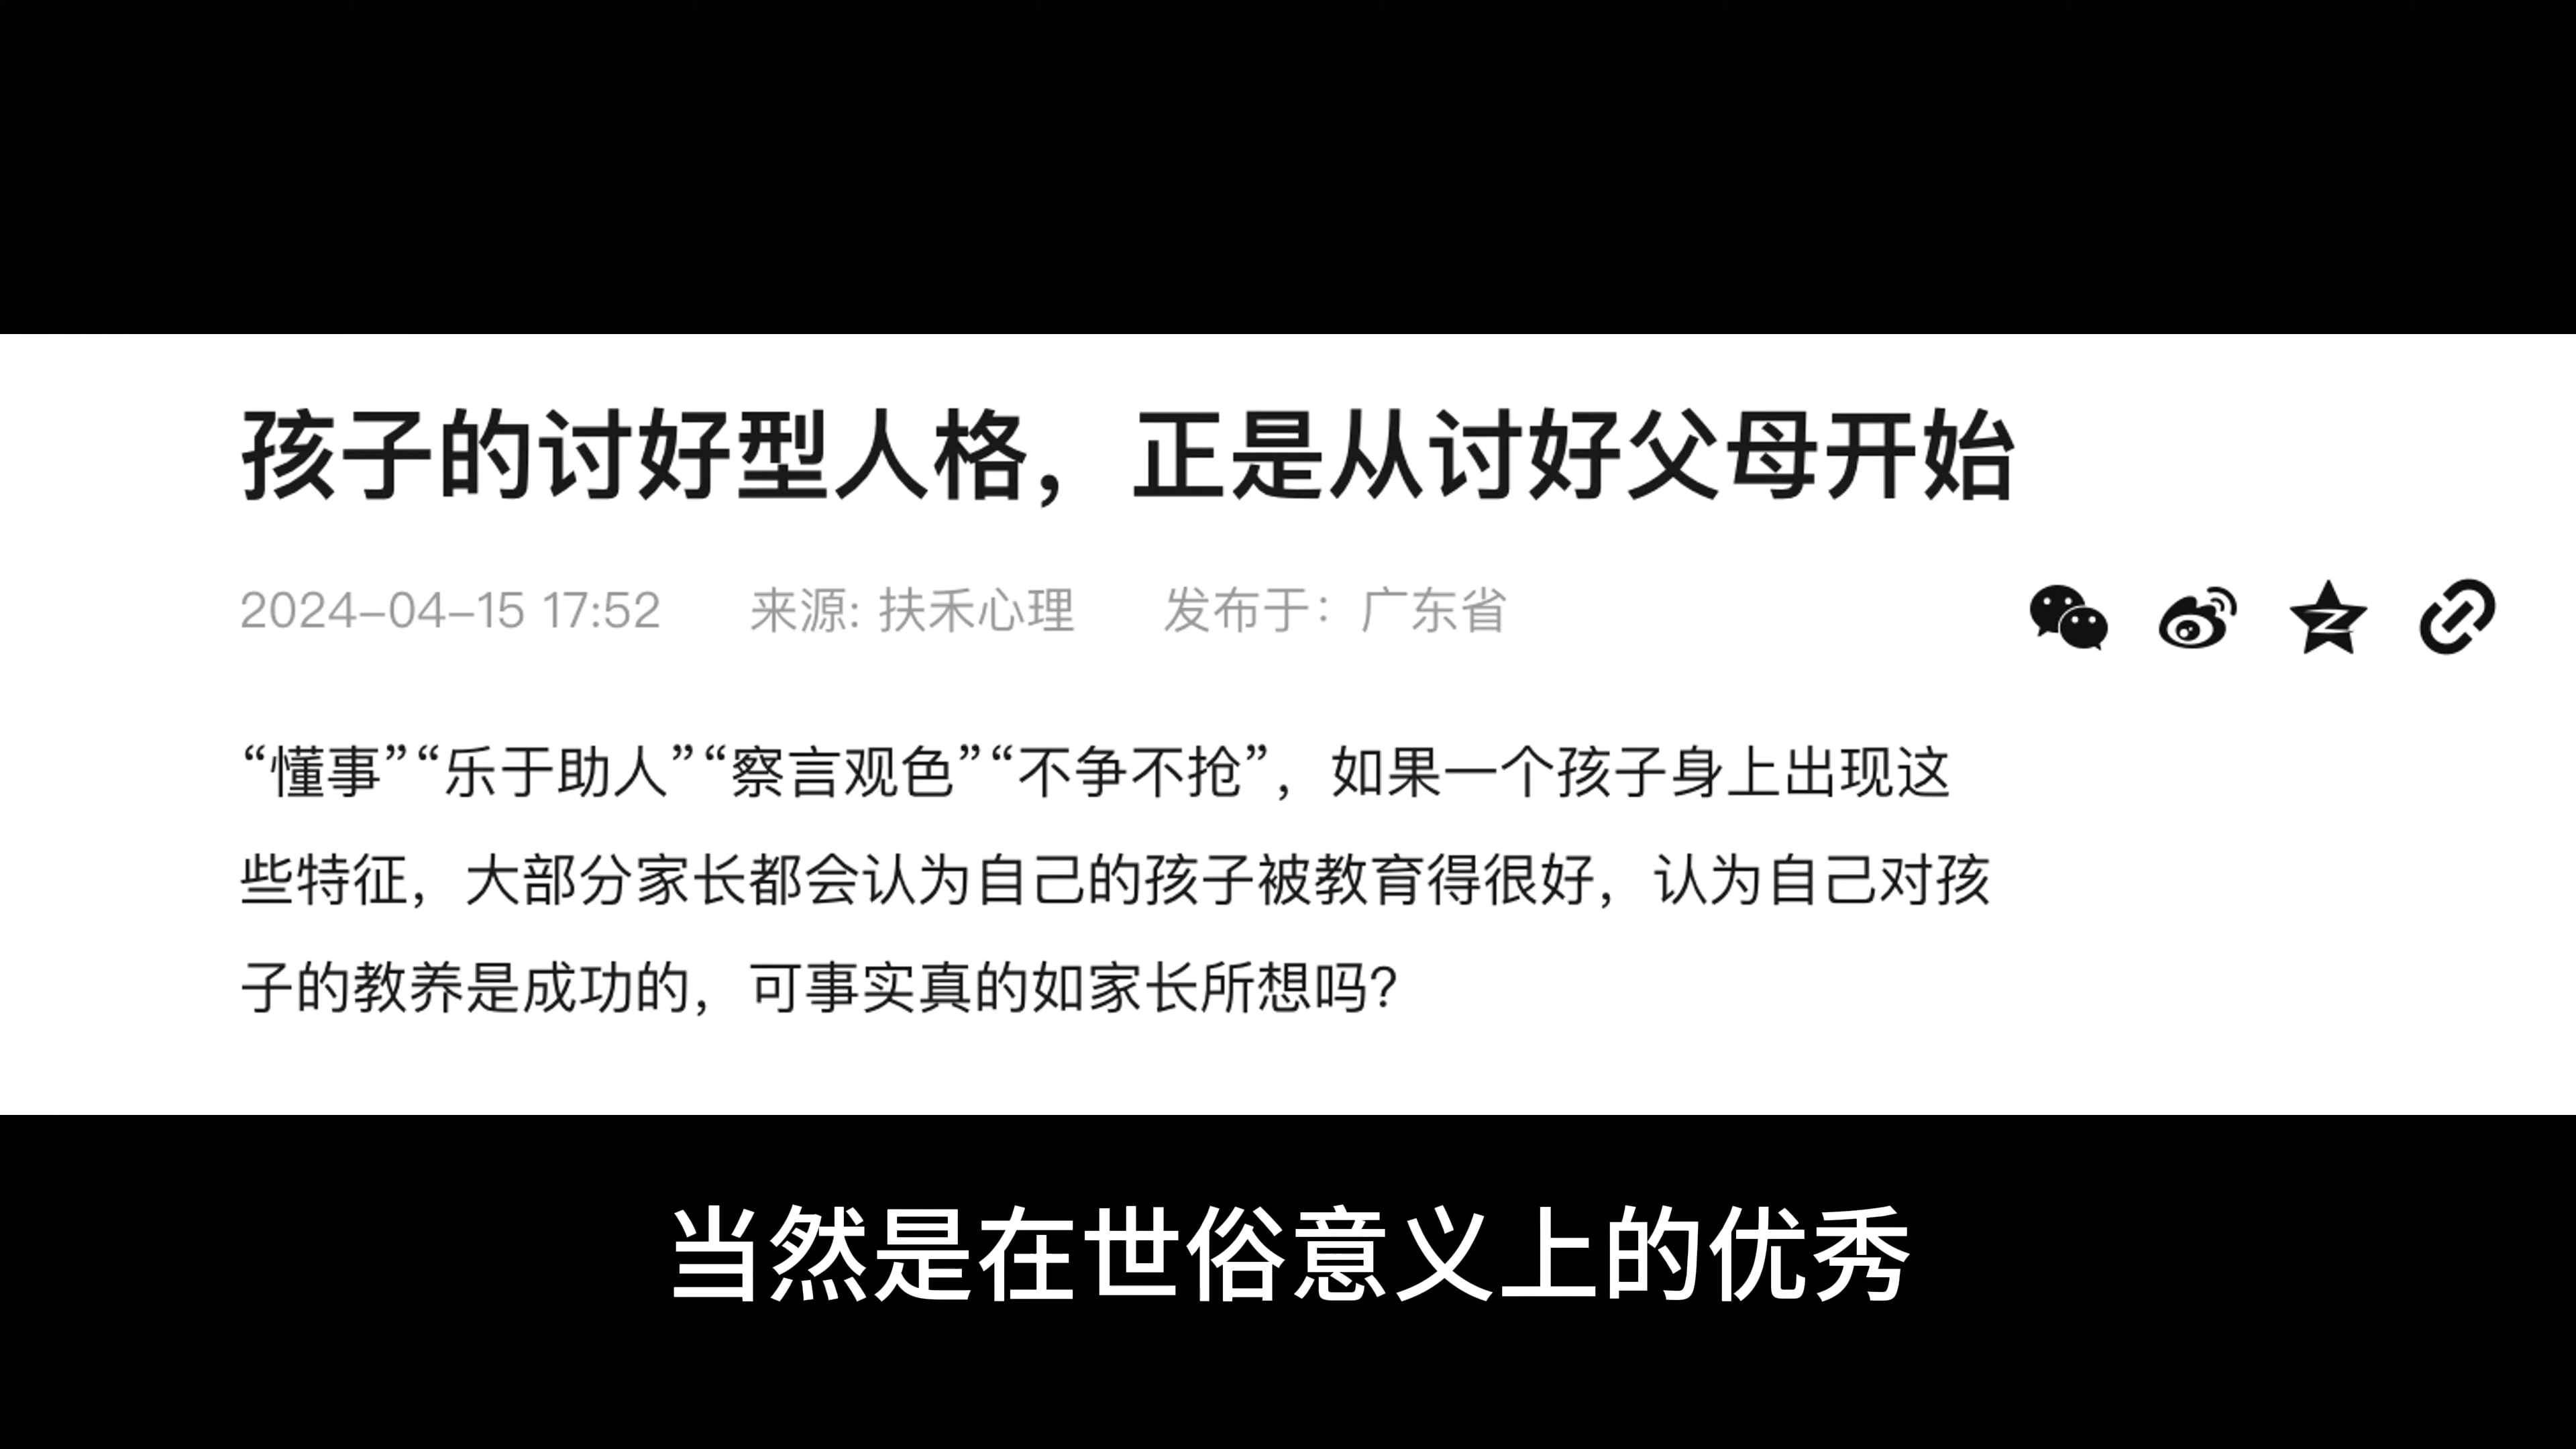 孩子的讨好型人格，正是从讨好父母开始
2024-04-15 17:52 来源: 扶禾心理 发布于：广东省
“懂事”“乐于助人”“察言观色”“不争不抢”，如果一个孩子身上出现这
些特征，大部分家长都会认为自己的孩子被教育得很好，认为自己对孩
子的教养是成功的，可事实真的如家长所想吗？
当然是在世俗意义上的优秀